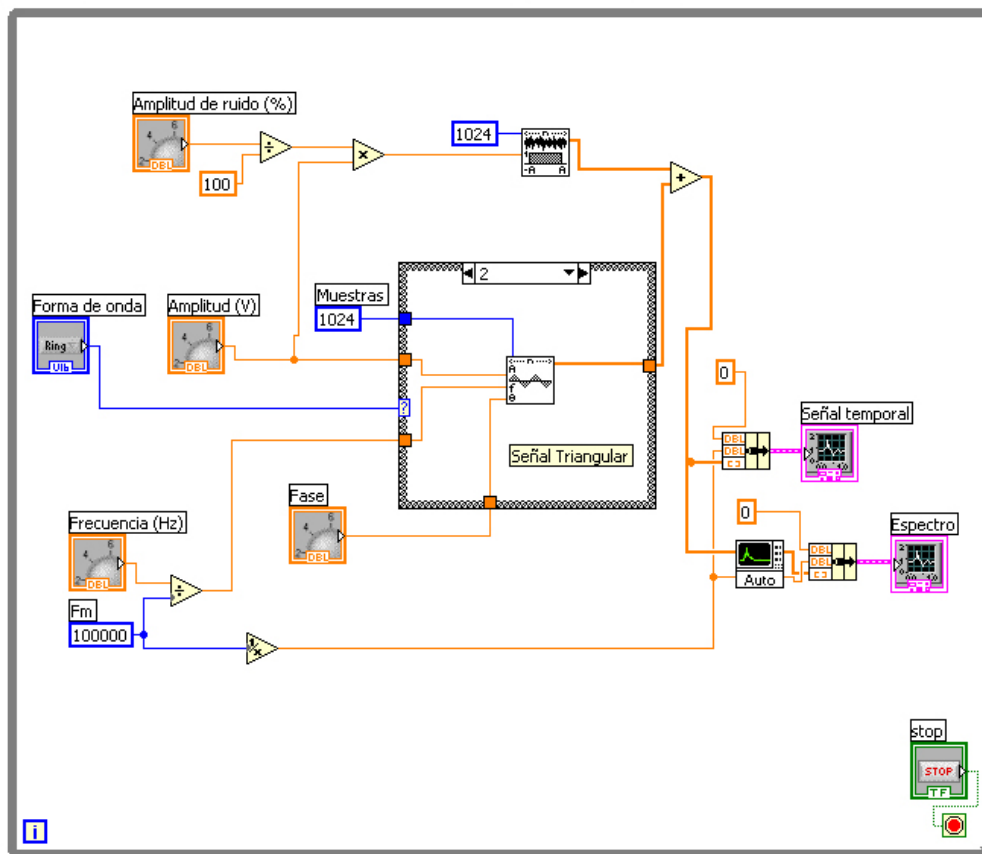 Amplitud de ruido (%)
DBL
100
1024
-A A
2
Forma de onda
Ring
Amplitud (V)
DBL
Muestras
1024
A
f
?
Señal Triangular
0
Señal temporal
DBL
DBL
Fase
DBL
Frecuencia (Hz)
DBL
Fm
100000
1
x
0
Espectro
DBL
DBL
Auto
stop
STOP
TF
i